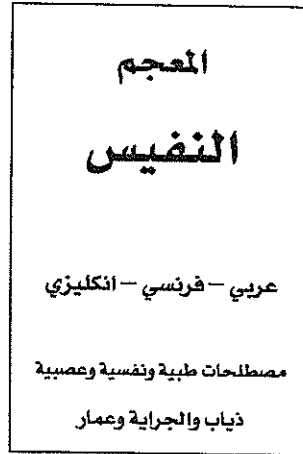 المعجم
النفيس
عربي – فرنسي – انكليزي
مصطلحات طبية ونفسية وعصبية
ذياب والجراية وعمار